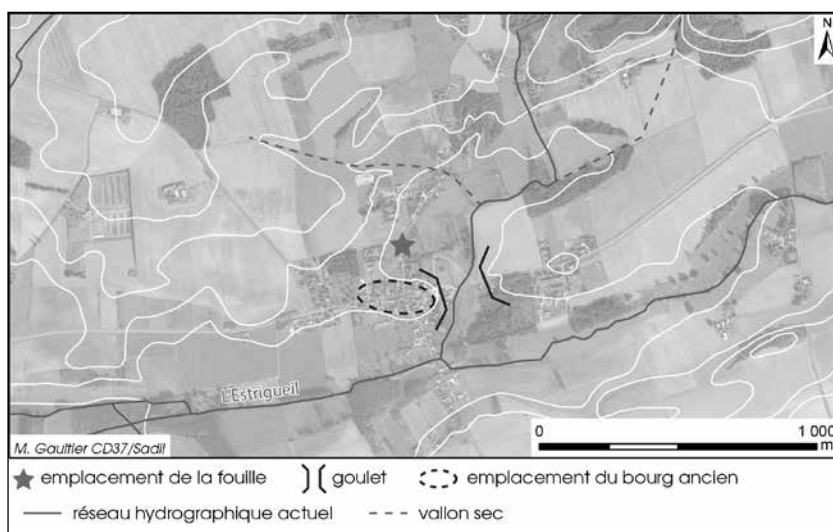 N
L'Estrigueil
M. Gaultier CD37/Sadil
0 1 000
m
emplacement de la fouille goulet emplacement du bourg ancien
réseau hydrographique actuel vallon sec